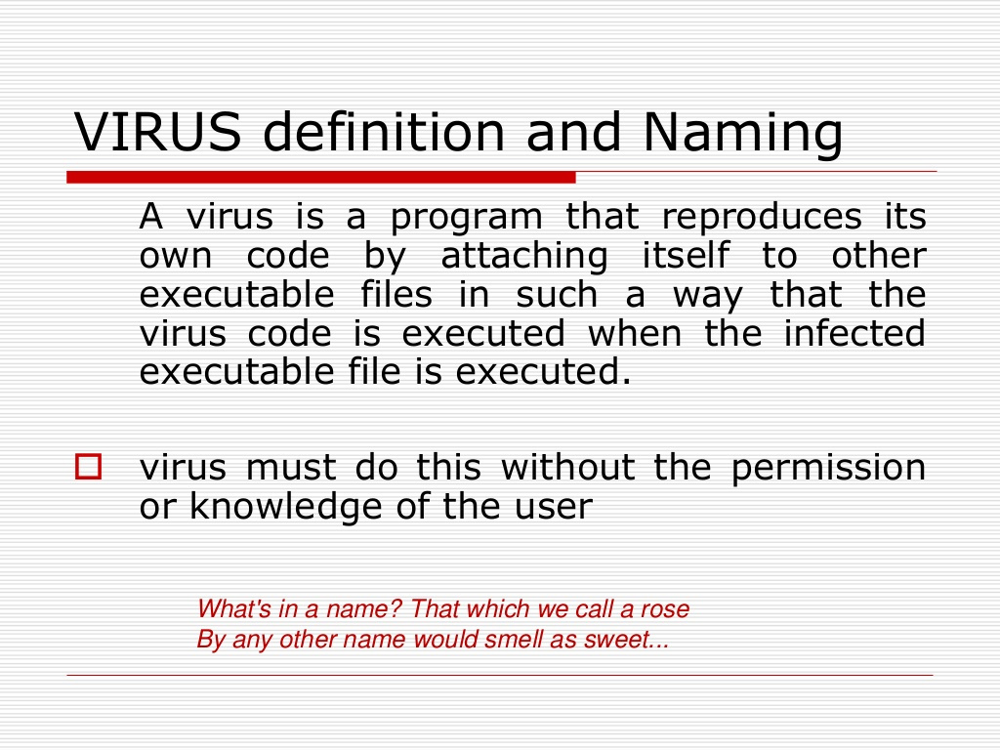 VIRUS definition and Naming
A virus is a program that reproduces its
own code by attaching itself to other
executable files in such a way that the
virus code is executed when the infected
executable file is executed.
virus must do this without the permission
or knowledge of the user
What's in a name? That which we call a rose
By any other name would smell as sweet...